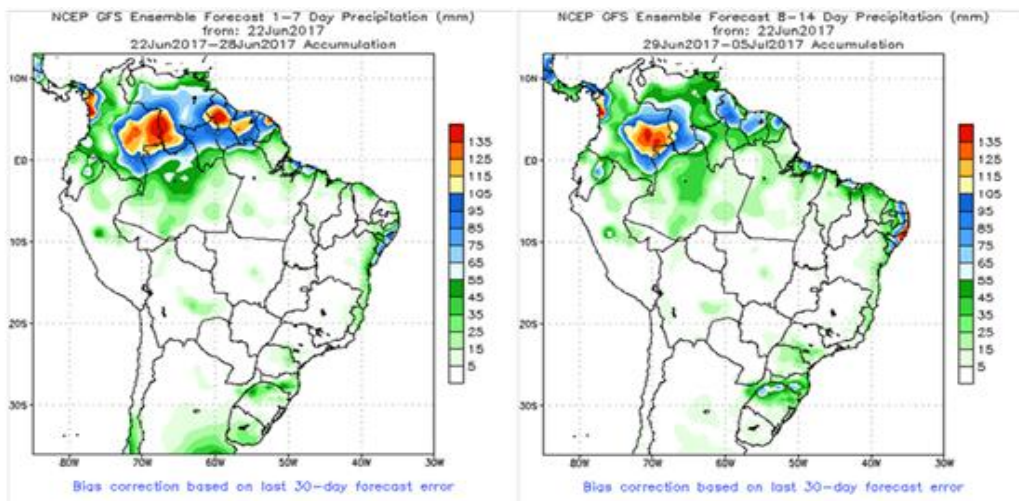 NCEP GFS Ensemble Forecast 1-7 Day Precipitation (mm)
from: 22Jun2017
22Jun2017-28Jun2017 Accumulation
10N
EQ
10S
20S
30S
80W
70W
60W
50W
40W
30W
135
125
115
105
95
85
75
65
55
45
35
25
15
5
Bias correction based on last 30-day forecast error
NCEP GFS Ensemble Forecast 8-14 Day Precipitation (mm)
from: 22Jun2017
29Jun2017-05Jul2017 Accumulation
10N
EQ
10S
20S
30S
80W
70W
60W
50W
40W
30W
135
125
115
105
95
85
75
65
55
45
35
25
15
5
Bias correction based on last 30-day forecast error